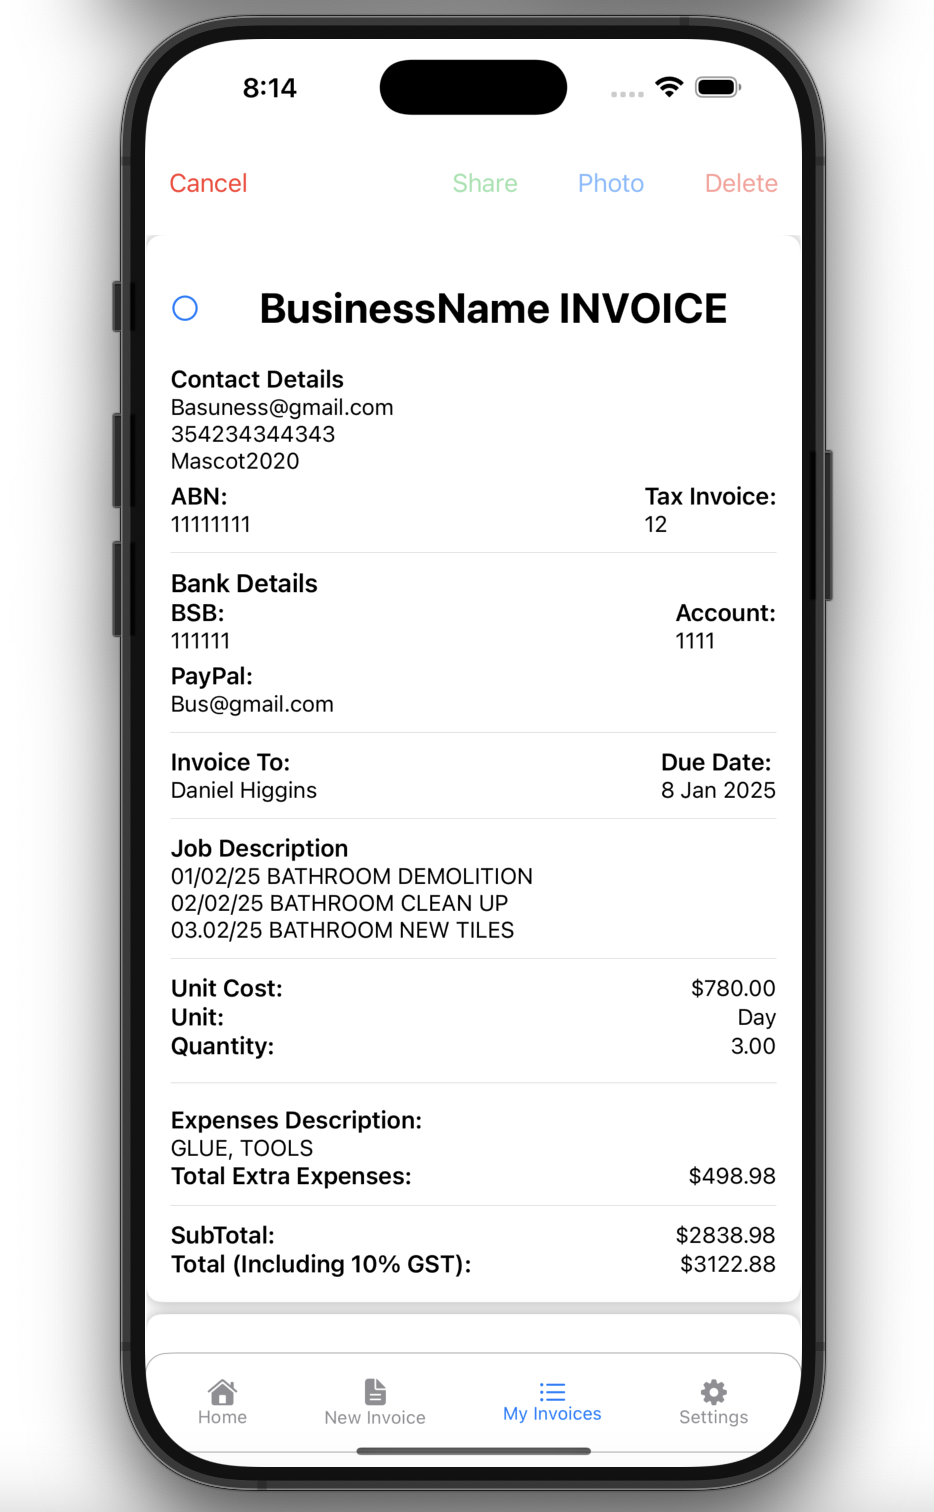 8:14
Cancel Share Photo Delete
BusinessName INVOICE
Contact Details
Basuness@gmail.com
354234344343
Mascot2020
ABN: Tax Invoice:
11111111 12
Bank Details
BSB: Account:
111111 1111
PayPal:
Bus@gmail.com
Invoice To: Due Date:
Daniel Higgins 8 Jan 2025
Job Description
01/02/25 BATHROOM DEMOLITION
02/02/25 BATHROOM CLEAN UP
03.02/25 BATHROOM NEW TILES
Unit Cost: $780.00
Unit: Day
Quantity: 3.00
Expenses Description:
GLUE, TOOLS
Total Extra Expenses: $498.98
SubTotal: $2838.98
Total (Including 10% GST): $3122.88
Home New Invoice My Invoices Settings